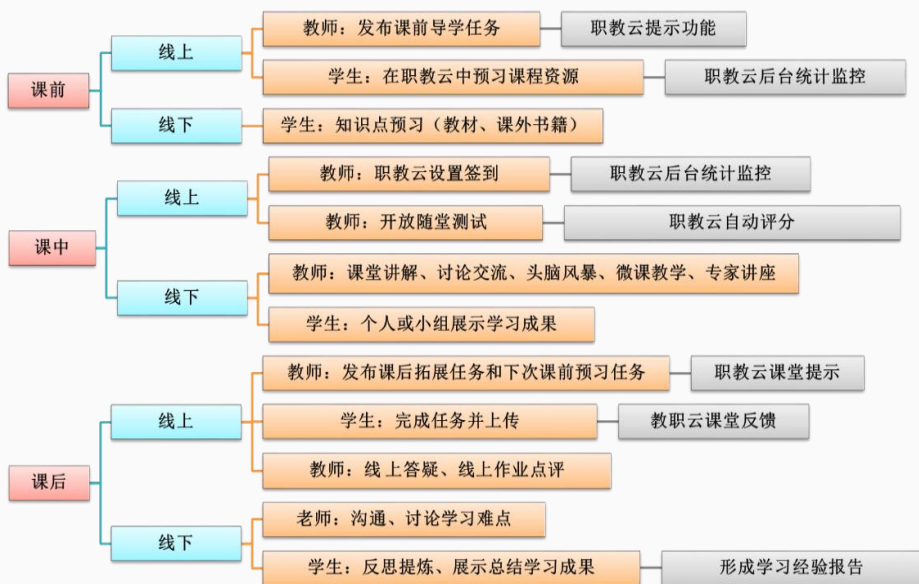 课前
线上
教师：发布课前导学任务
职教云提示功能
学生：在职教云中预习课程资源
职教云后台统计监控
线下
学生：知识点预习（教材、课外书籍）
课中
线上
教师：职教云设置签到
职教云后台统计监控
教师：开放随堂测试
职教云自动评分
线下
教师：课堂讲解、讨论交流、头脑风暴、微课教学、专家讲座
学生：个人或小组展示学习成果
课后
线上
教师：发布课后拓展任务和下次课前预习任务
职教云课堂提示
学生：完成任务并上传
教职云课堂反馈
教师：线 上答疑、线上作业点评
线下
老师：沟通、讨论学习难点
学生：反思提炼、展示总结学习成果
形成学习经验报告